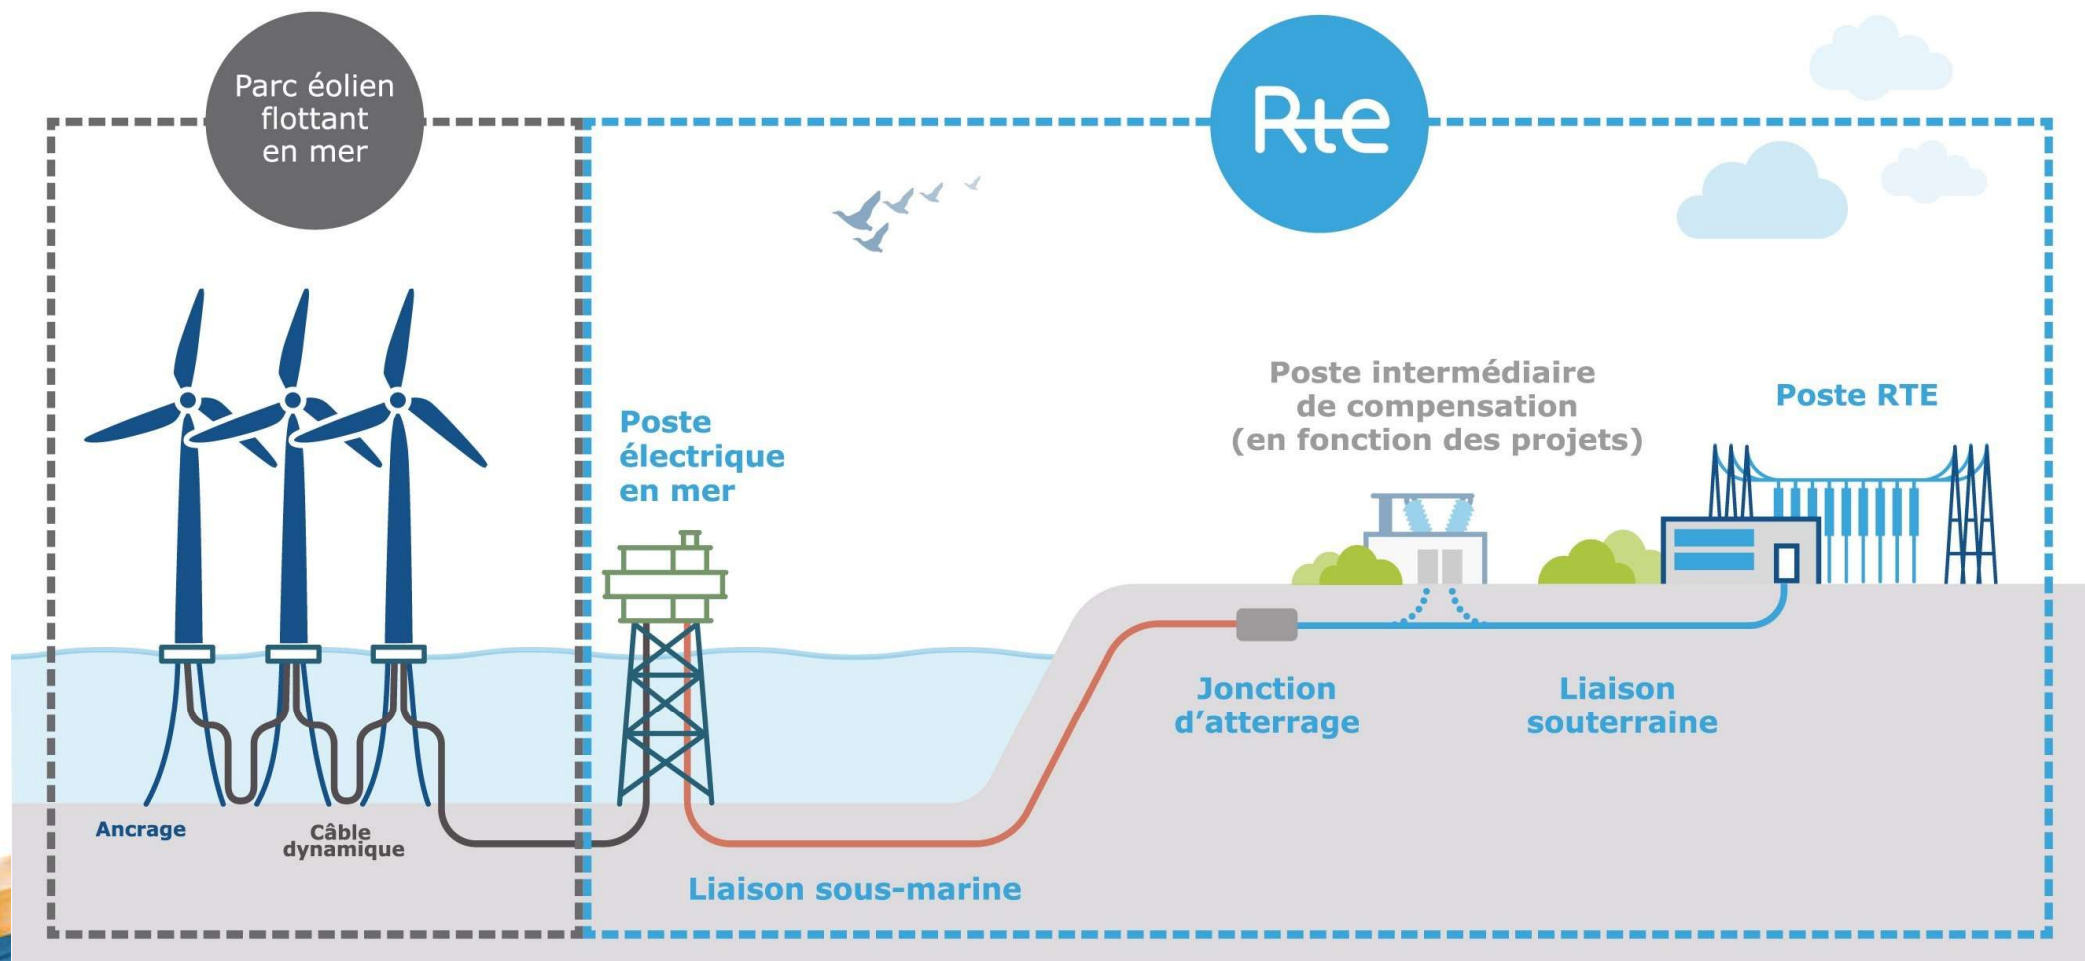 Parc éolien
flottant
en mer
Rte
Poste
électrique
en mer
Poste intermédiaire
de compensation
(en fonction des projets)
Poste RTE
Jonction
d’atterrage
Liaison
souterraine
Ancrage
Câble
dynamique
Liaison sous-marine